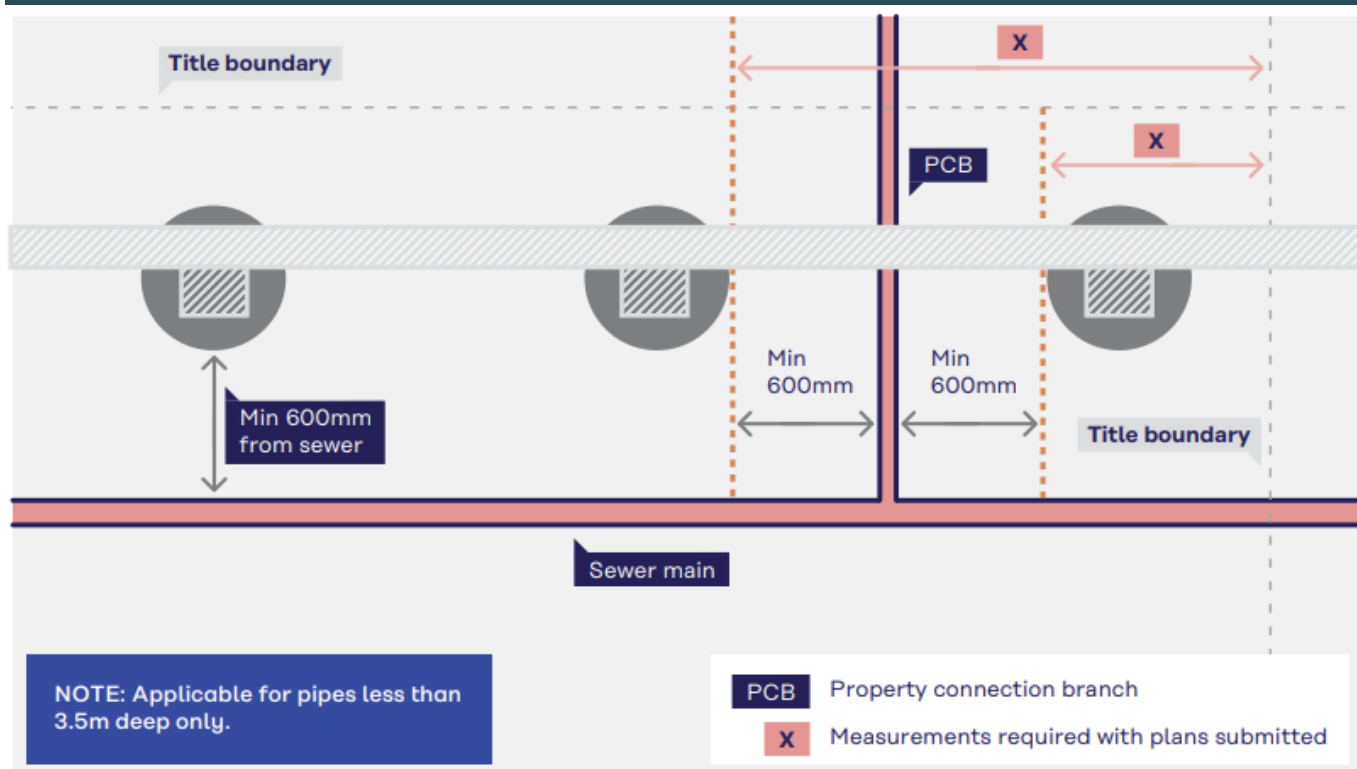 X
Title boundary
X
PCB
Min
600mm
Min
600mm
Min 600mm
from sewer
Title boundary
Sewer main
NOTE: Applicable for pipes less than
3.5m deep only.
PCB Property connection branch
X Measurements required with plans submitted